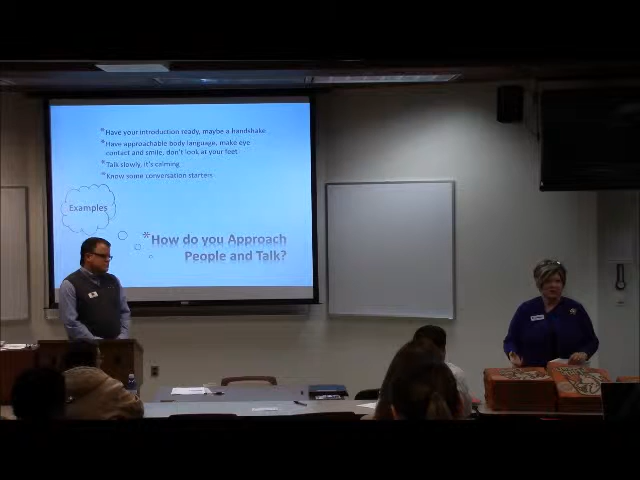 *Have your introduction ready, maybe a handshake
*Have approachable body language, make eye
contact and smile, don't look at your feet
*Talk slowly, it's calming
*Know some conversation starters
Examples
*How do you Approach
People and Talk?